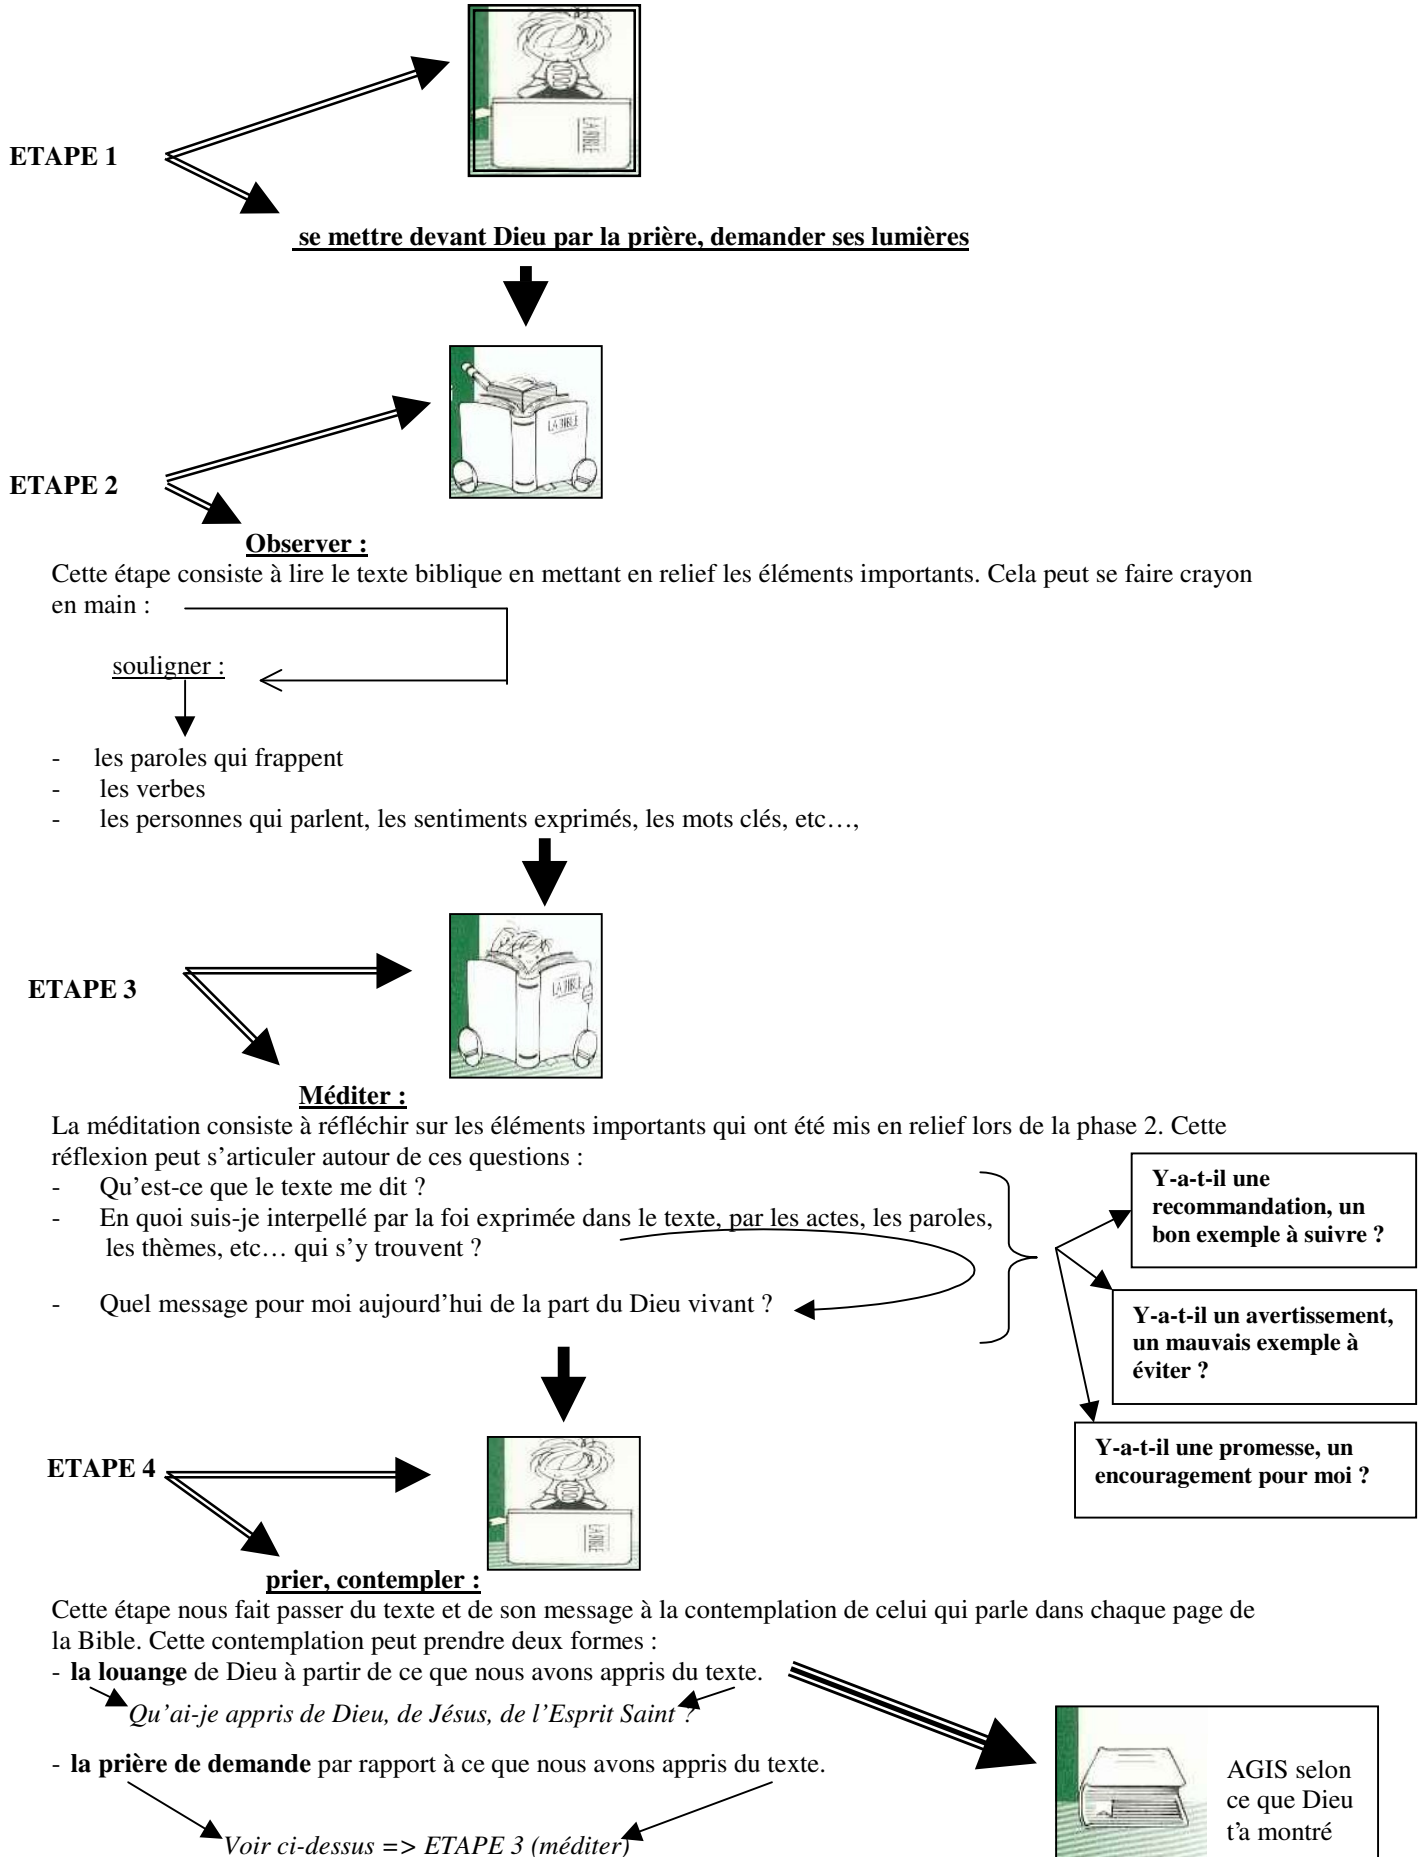 LA BIBLE
ETAPE 1
se mettre devant Dieu par la prière, demander ses lumières
LA BIBLE
ETAPE 2
Observer :
Cette étape consiste à lire le texte biblique en mettant en relief les éléments importants. Cela peut se faire crayon
en main :
souligner :
- les paroles qui frappent
- les verbes
- les personnes qui parlent, les sentiments exprimés, les mots clés, etc…,
LA BIBLE
ETAPE 3
Méditer :
La méditation consiste à réfléchir sur les éléments importants qui ont été mis en relief lors de la phase 2. Cette
réflexion peut s’articuler autour de ces questions :
- Qu’est-ce que le texte me dit ?
- En quoi suis-je interpellé par la foi exprimée dans le texte, par les actes, les paroles,
les thèmes, etc… qui s’y trouvent ?
- Quel message pour moi aujourd’hui de la part du Dieu vivant ?
Y-a-t-il une
recommandation, un
bon exemple à suivre ?
Y-a-t-il un avertissement,
un mauvais exemple à
éviter ?
Y-a-t-il une promesse, un
encouragement pour moi ?
ETAPE 4
LA BIBLE
prier, contempler :
Cette étape nous fait passer du texte et de son message à la contemplation de celui qui parle dans chaque page de
la Bible. Cette contemplation peut prendre deux formes :
- la louange de Dieu à partir de ce que nous avons appris du texte.
Qu’ai-je appris de Dieu, de Jésus, de l’Esprit Saint ?
- la prière de demande par rapport à ce que nous avons appris du texte.
Voir ci-dessus => ETAPE 3 (méditer)
AGIS selon
ce que Dieu
t’a montré